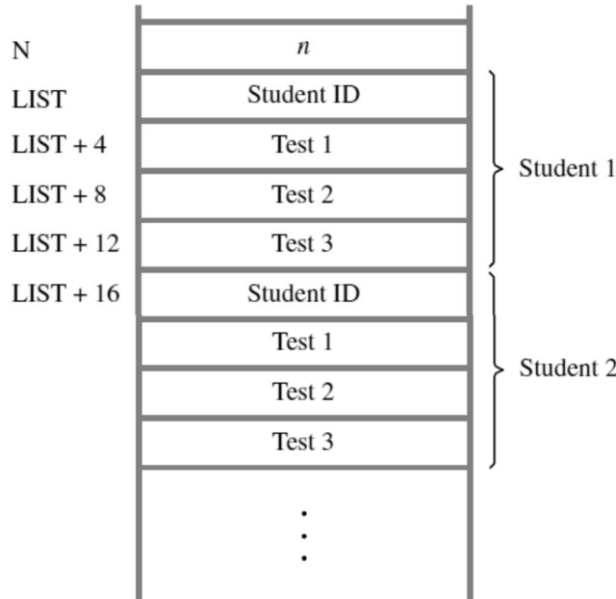 N n
LIST Student ID
LIST + 4 Test 1
Student 1
LIST + 8 Test 2
LIST + 12 Test 3
LIST + 16 Student ID
Test 1
Student 2
Test 2
Test 3